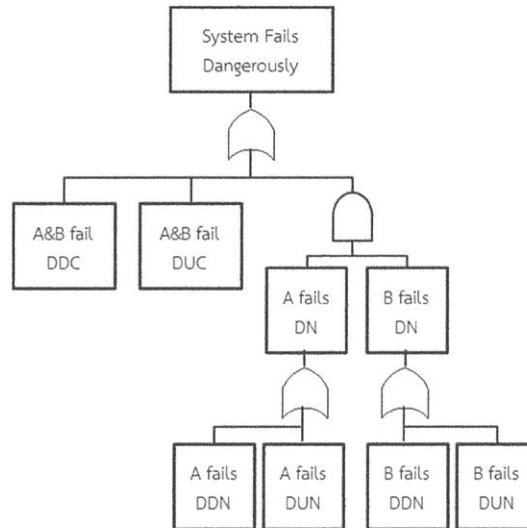 System Fails
Dangerously
A&B fail
DDC
A&B fail
DUC
A fails
DN
B fails
DN
A fails
DDN
A fails
DUN
B fails
DDN
B fails
DUN